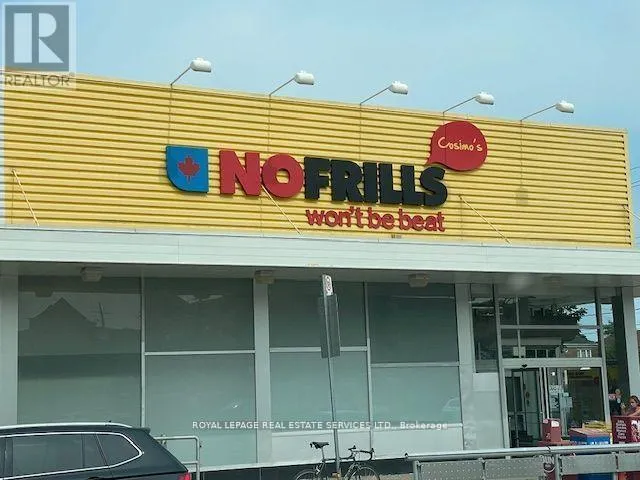 R
REALTOR
Cosimo's
NOFRILLS
won't be beat
ROYAL LEPAGE REAL ESTATE SERVICES LTD., Brokerage